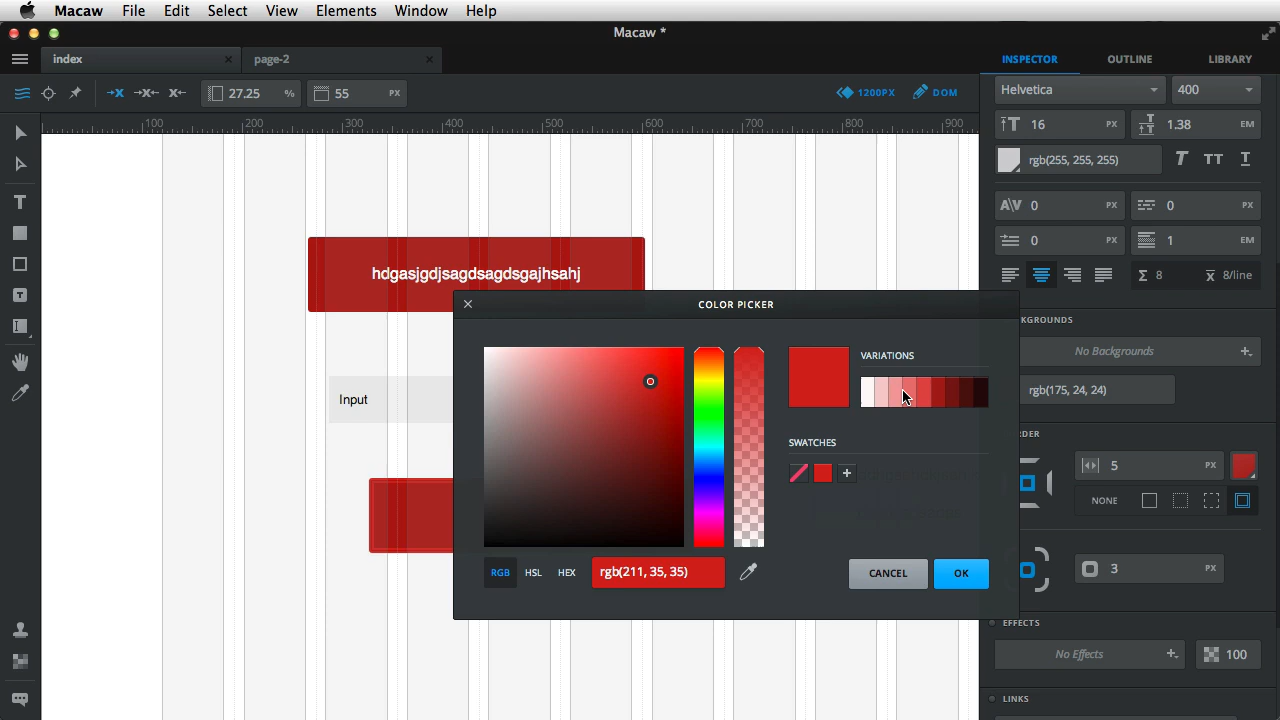 Macaw File Edit Select View Elements Window Help
Macaw *
index
page-2
INSPECTOR OUTLINE LIBRARY
27.25 %
55 PX
1200PX
DOM
Helvetica
400
16 PX
1.38 EM
rgb(255, 255, 255)
T TT T
A\V 0 PX
0 PX
0 PX
1 EM
Σ 8
x 8/line
100 200 300 400 500 600 700 800 900
hdgasjgdjsagdsagdsgajhsahj
Input
COLOR PICKER
VARIATIONS
SWATCHES
RGB HSL HEX
rgb(211, 35, 35)
CANCEL
OK
KGROUNDS
No Backgrounds
rgb(175, 24, 24)
RDER
5 PX
NONE
3 PX
EFFECTS
No Effects
100
LINKS